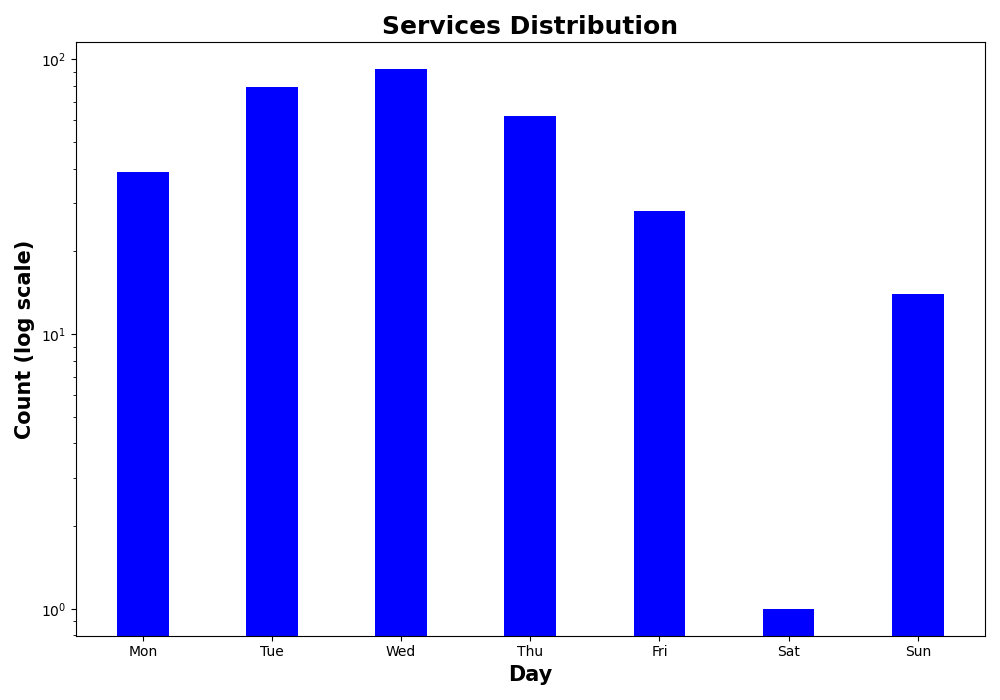 Services Distribution
Count (log scale)
10²
10¹
10⁰
Mon Tue Wed Thu Fri Sat Sun
Day